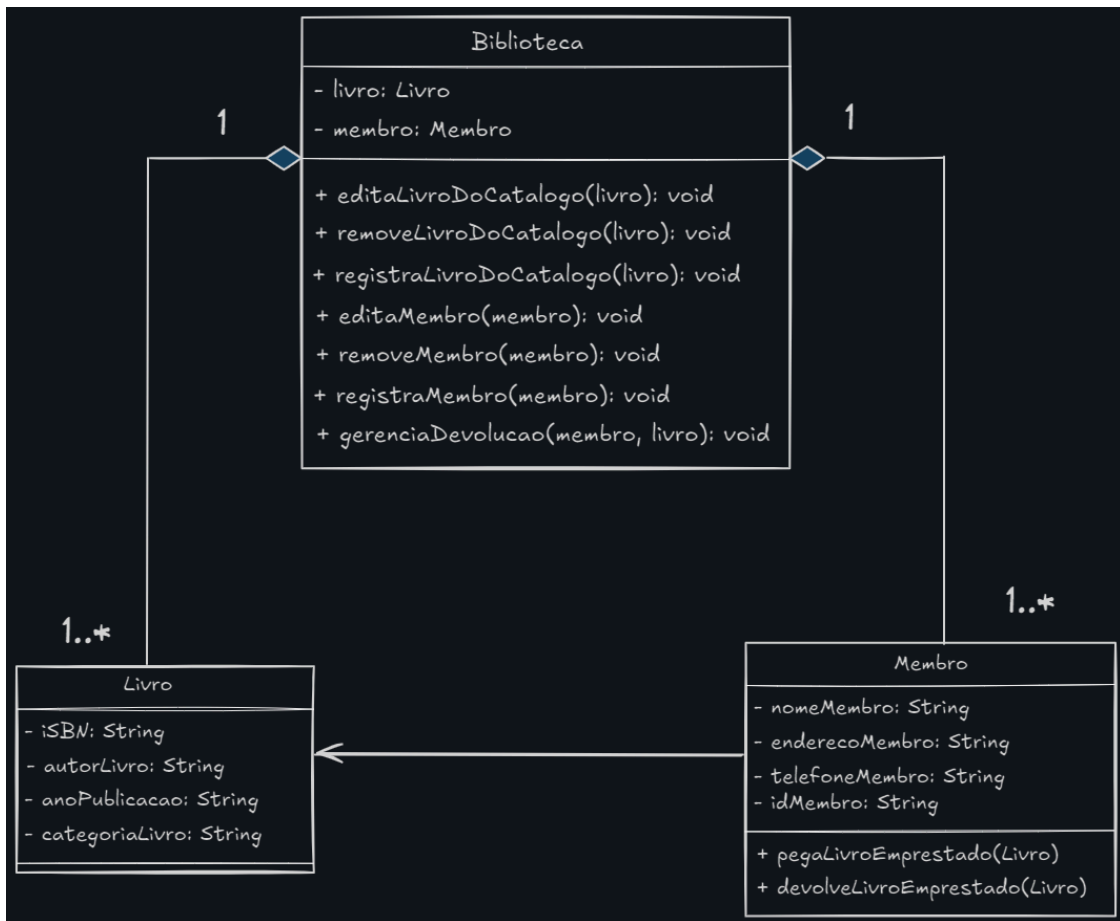 Biblioteca
- livro: Livro
- membro: Membro
1
1
+ editaLivroDoCatalogo(livro): void
+ removeLivroDoCatalogo(livro): void
+ registraLivroDoCatalogo(livro): void
+ editaMembro(membro): void
+ removeMembro(membro): void
+ registraMembro(membro): void
+ gerenciaDevolucao(membro, livro): void
1..*
1..*
Livro
- iSBN: String
- autorLivro: String
- anoPublicacao: String
- categoriaLivro: String
Membro
- nomeMembro: String
- enderecoMembro: String
- telefoneMembro: String
- idMembro: String
+ pegaLivroEmprestado(Livro)
+ devolveLivroEmprestado(Livro)